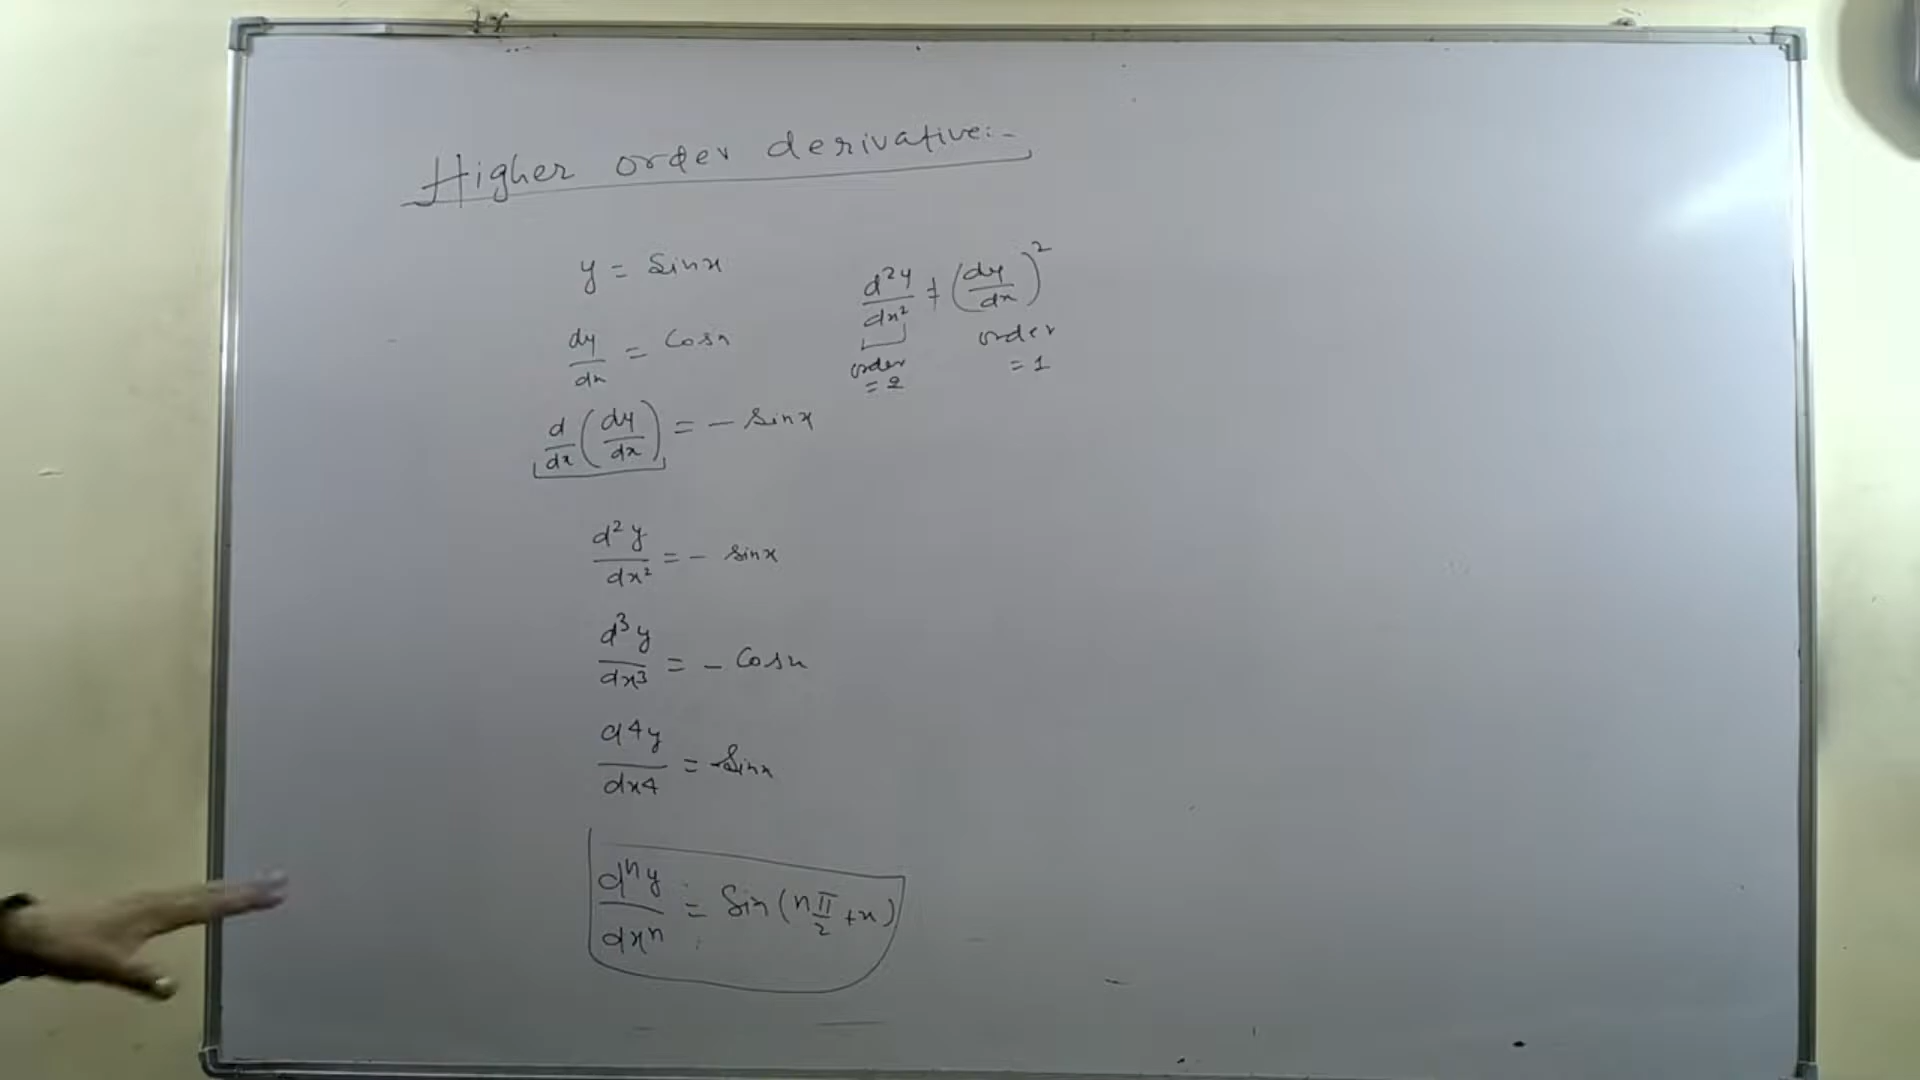 Higher order derivative:-
y = Sinx
dy/dx = Cosx
d/dx (dy/dx) = - Sinx
d²y/dx² = - Sinx
d³y/dx³ = - Cosx
d4y/dx4 = Sinx
dⁿy/dxⁿ = Sin(nπ/2 + x)
d²y/dx² ≠ (dy/dx)²
order = 2
order = 1